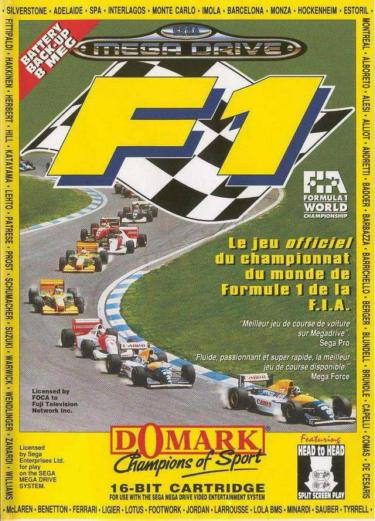 SILVERSTONE • ADELAIDE • SPA • INTERLAGOS • MONTE CARLO • IMOLA • BARCELONA • MONZA • HOCKENHEIM • ESTORIL
BATTERY
BACK-UP
8 MEG
SEGA
MEGA DRIVE
F1
FIA
FORMULA 1
WORLD
CHAMPIONSHIP
Le jeu officiel
du championnat
du monde de
Formule 1 de la
F.I.A.
"Meilleur jeu de course de voiture
sur Megadrive".
Sega Pro
"Fluide, passionnant et super rapide, la meilleur
jeu de course disponible."
Mega Force
FITTIPALDI • HAKKINEN • HERBERT • HILL • KATAYAMA • LEHTO • PATRESE • PROST • SCHUMACHER • SUZUKI • WARWICK • WENDLINGER • ZANARDI • WILLIAMS
MONTREAL • ALBORETO • ALESI • ALLIOT • ANDRETTI • BADOER • BARBAZZA • BARRICHELLO • BERGER • BLUNDELL • BRUNDLE • CAPELLI • COMAS • DE CESARIS
Licensed by
FOCA to
Fuji Television
Network Inc.
Licensed
by Sega
Enterprises Ltd.
for play
on the SEGA
MEGA DRIVE
SYSTEM.
DOMARK
Champions of Sport
16-BIT CARTRIDGE
FOR USE WITH THE SEGA MEGA DRIVE VIDEO ENTERTAINMENT SYSTEM
Featuring
HEAD to HEAD
SPLIT SCREEN PLAY
McLAREN • BENETTON • FERRARI • LIGIER • LOTUS • FOOTWORK • JORDAN • LARROUSSE • LOLA BMS • MINARDI • SAUBER • TYRRELL